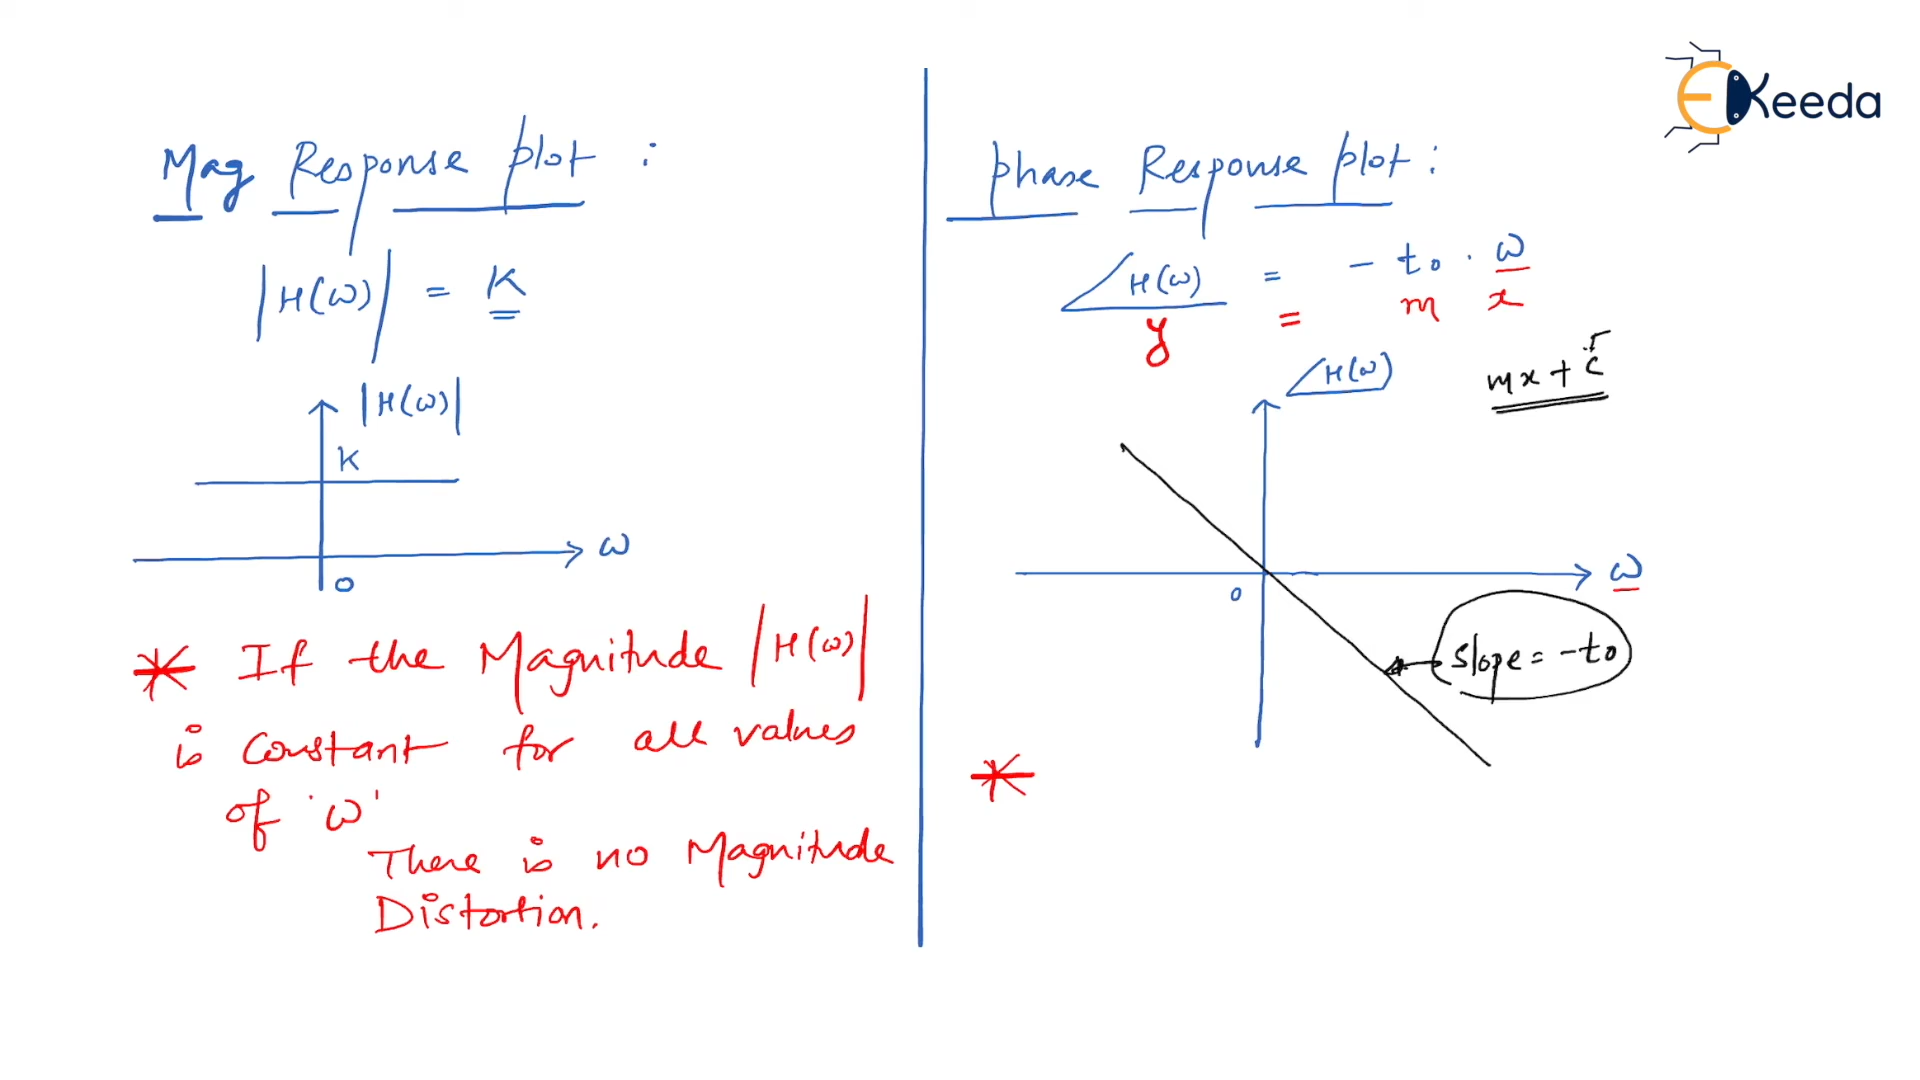 EKeeda
Mag Response plot :
|H(ω)| = K
|H(ω)|
K
ω
0
* If the Magnitude |H(ω)|
is constant for all values
of 'ω'
There is no Magnitude
Distortion.
phase Response plot :
∠H(ω) = - t₀ . ω
y = m x
mx + c
∠H(ω)
ω
0
slope = -t₀
*